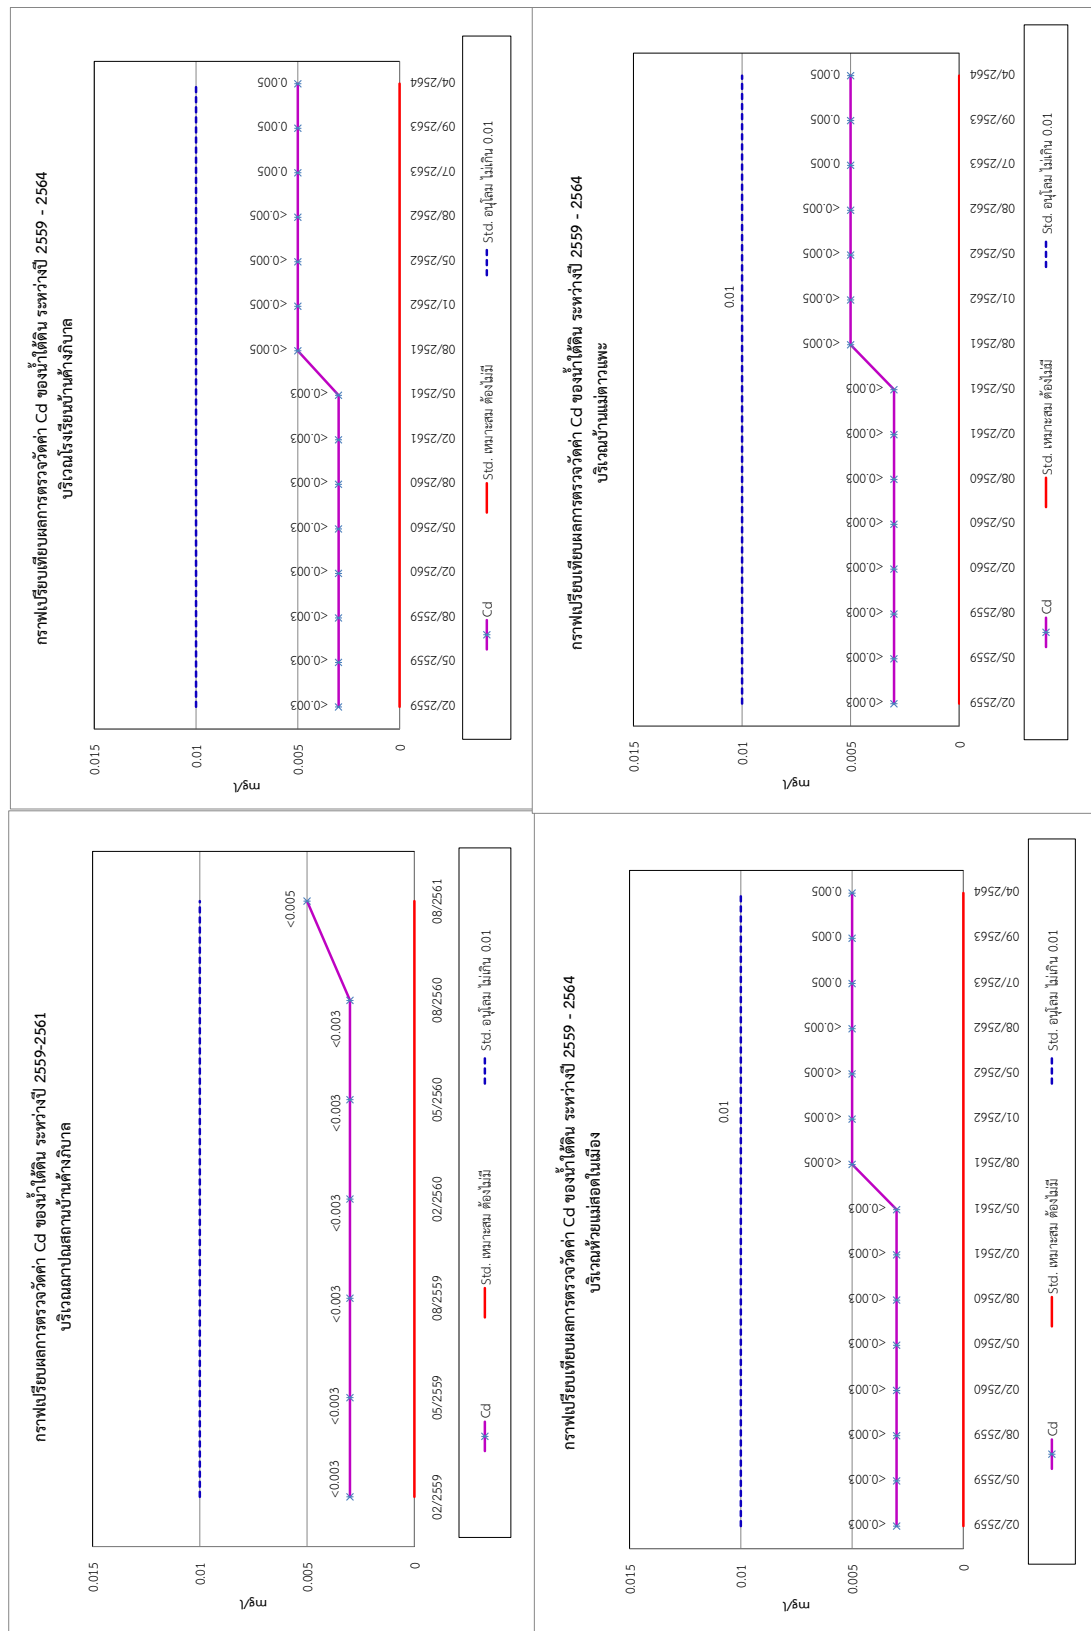 กราฟเปรียบผลการตรวจวัดค่า Cd ของน้ำใต้ดิน ระหว่างปี 2559-2561
บริเวณฌาปณสถานบ้านค้างภิบาล
mg/l
0.015
0.01
0.005
0
<0.003 <0.003 <0.003 <0.003 <0.003 <0.003 <0.005
02/2559 05/2559 08/2559 02/2560 05/2560 08/2560 08/2561
Cd Std. เหมาะสม ต้องไม่มี Std. อนุโลม ไม่เกิน 0.01
กราฟเปรียบเทียบผลการตรวจวัดค่า Cd ของน้ำใต้ดิน ระหว่างปี 2559 - 2564
บริเวณโรงเรียนบ้านค้างภิบาล
mg/l
0.015
0.01
0.005
0
<0.003 <0.003 <0.003 <0.003 <0.003 <0.003 <0.003 <0.003 <0.005 <0.005 <0.005 <0.005 0.005 0.005 0.005
02/2559 05/2559 08/2559 02/2560 05/2560 08/2560 02/2561 05/2561 08/2561 01/2562 05/2562 08/2562 07/2563 09/2563 04/2564
Cd Std. เหมาะสม ต้องไม่มี Std. อนุโลม ไม่เกิน 0.01
กราฟเปรียบเทียบผลการตรวจวัดค่า Cd ของน้ำใต้ดิน ระหว่างปี 2559 - 2564
บริเวณห้วยแม่สอดในเมือง
mg/l
0.015
0.01
0.005
0
0.01
<0.003 <0.003 <0.003 <0.003 <0.003 <0.003 <0.003 <0.003 <0.005 <0.005 <0.005 <0.005 0.005 0.005 0.005
02/2559 05/2559 08/2559 02/2560 05/2560 08/2560 02/2561 05/2561 08/2561 01/2562 05/2562 08/2562 07/2563 09/2563 04/2564
Cd Std. เหมาะสม ต้องไม่มี Std. อนุโลม ไม่เกิน 0.01
กราฟเปรียบเทียบผลการตรวจวัดค่า Cd ของน้ำใต้ดิน ระหว่างปี 2559 - 2564
บริเวณบ้านแม่ตาวแพะ
mg/l
0.015
0.01
0.005
0
0.01
<0.003 <0.003 <0.003 <0.003 <0.003 <0.003 <0.003 <0.003 <0.005 <0.005 <0.005 <0.005 0.005 0.005 0.005
02/2559 05/2559 08/2559 02/2560 05/2560 08/2560 02/2561 05/2561 08/2561 01/2562 05/2562 08/2562 07/2563 09/2563 04/2564
Cd Std. เหมาะสม ต้องไม่มี Std. อนุโลม ไม่เกิน 0.01